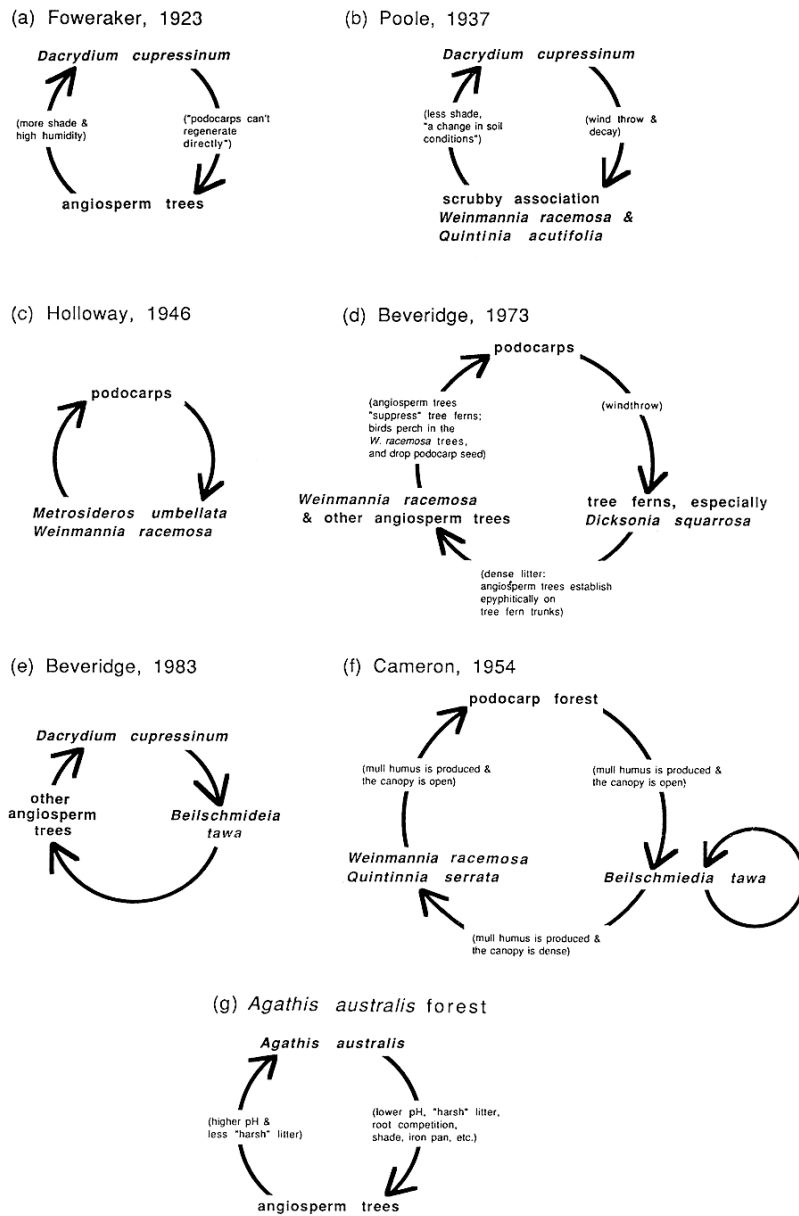 (a) Foweraker, 1923
Dacrydium cupressinum
(more shade &
high humidity)
("podocarps can't
regenerate
directly")
angiosperm trees
(b) Poole, 1937
Dacrydium cupressinum
(less shade,
"a change in soil
conditions")
(wind throw &
decay)
scrubby association
Weinmannia racemosa &
Quintinia acutifolia
(c) Holloway, 1946
podocarps
Metrosideros umbellata
Weinmannia racemosa
(d) Beveridge, 1973
podocarps
(angiosperm trees
"suppress" tree ferns;
birds perch in the
W. racemosa trees,
and drop podocarp seed)
(windthrow)
Weinmannia racemosa
& other angiosperm trees
tree ferns, especially
Dicksonia squarrosa
(dense litter:
angiosperm trees establish
epyphitically on
tree fern trunks)
(e) Beveridge, 1983
Dacrydium cupressinum
other
angiosperm
trees
Beilschmideia
tawa
(f) Cameron, 1954
podocarp forest
(mull humus is produced &
the canopy is open)
(mull humus is produced &
the canopy is open)
Weinmannia racemosa
Quintinnia serrata
Beilschmiedia tawa
(mull humus is produced &
the canopy is dense)
(g) Agathis australis forest
Agathis australis
(higher pH &
less "harsh" litter)
(lower pH, "harsh" litter,
root competition,
shade, iron pan, etc.)
angiosperm trees